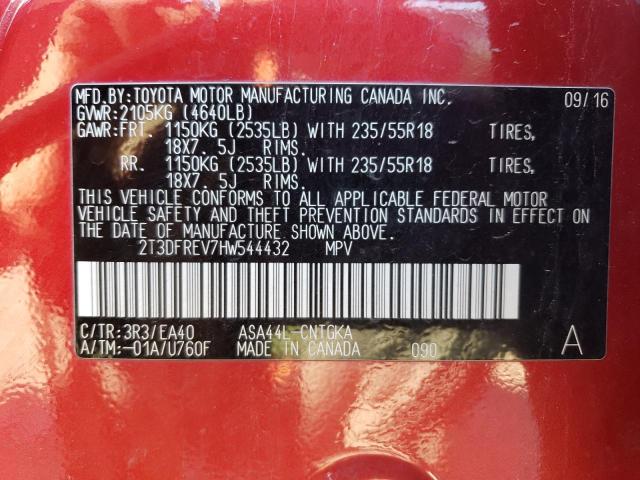 MFD.BY:TOYOTA MOTOR MANUFACTURING CANADA INC. 09/16
GVWR:2105KG (4640LB)
GAWR:FRT. 1150KG (2535LB) WITH 235/55R18 TIRES,
18X7. 5J RIMS.
RR. 1150KG (2535LB) WITH 235/55R18 TIRES,
18X7. 5J RIMS.
THIS VEHICLE CONFORMS TO ALL APPLICABLE FEDERAL MOTOR
VEHICLE SAFETY AND THEFT PREVENTION STANDARDS IN EFFECT ON
THE DATE OF MANUFACTURE SHOWN ABOVE.
2T3DFREV7HW544432 MPV
C/TR:3R3/EA40 ASA44L-CNTGKA
A/TM:-01A/U760F MADE IN CANADA 090 A